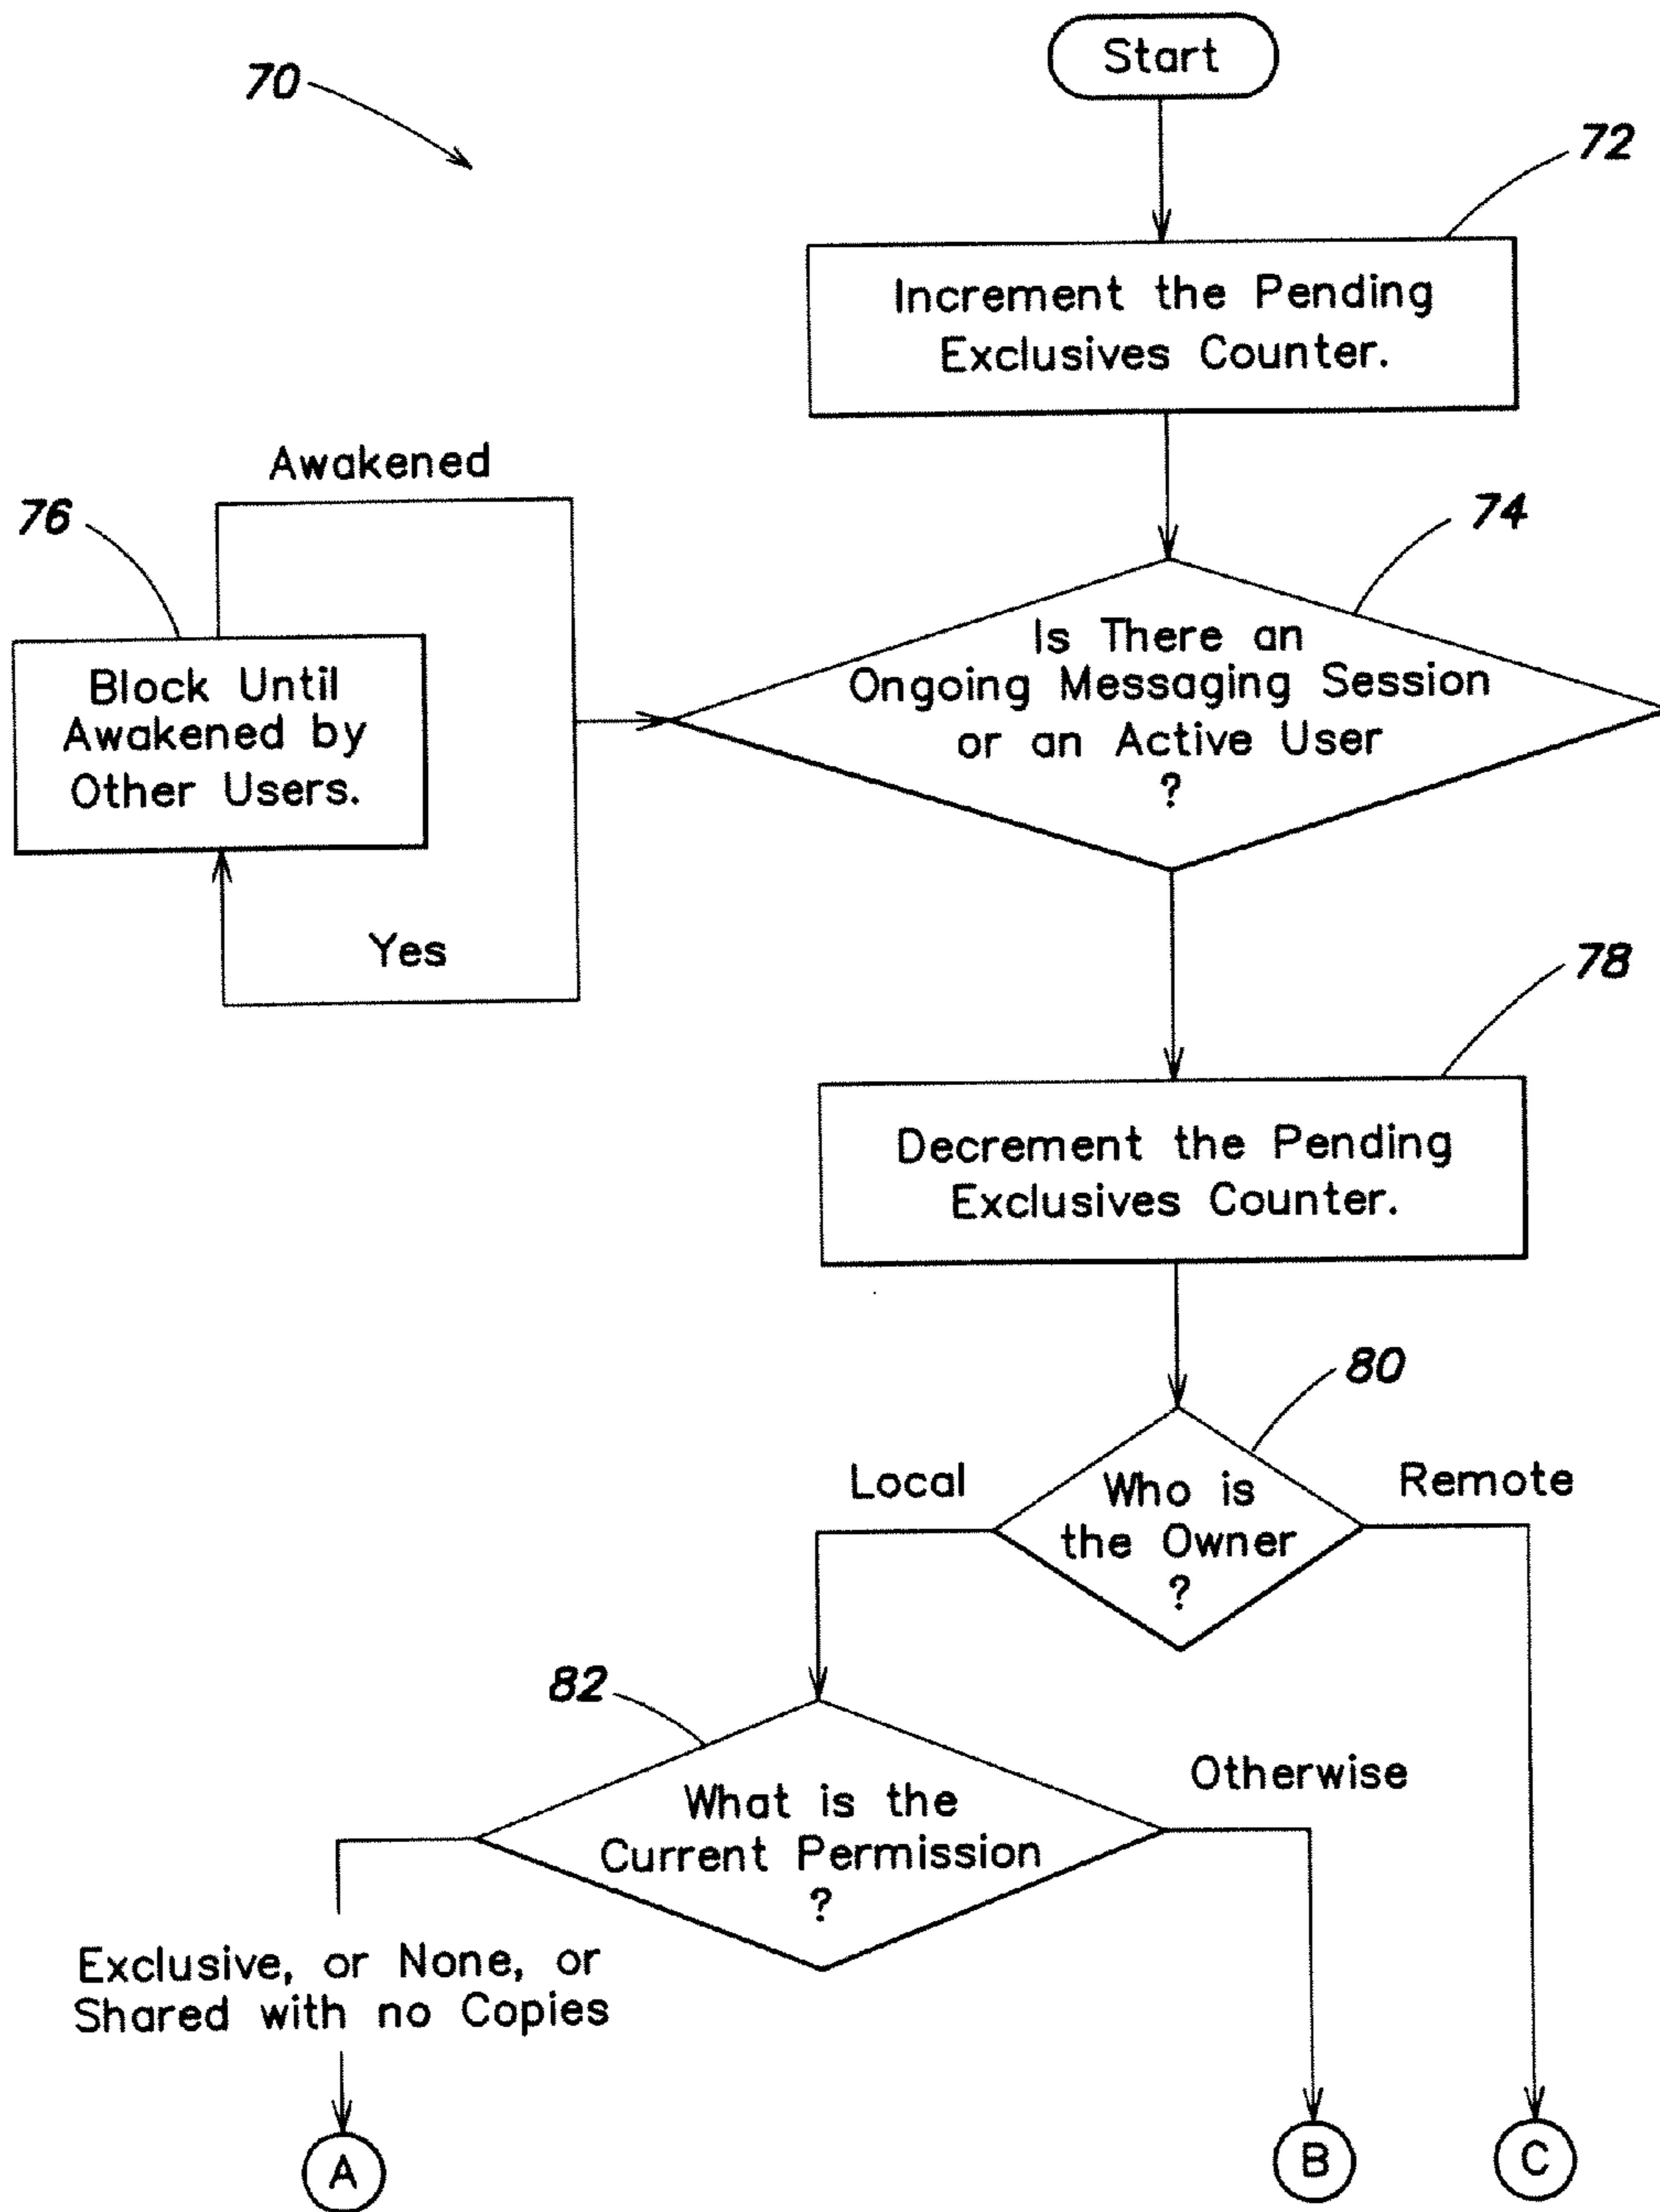 70
Start
72
Increment the Pending
Exclusives Counter.
Awakened
76
74
Block Until
Awakened by
Other Users.
Is There an
Ongoing Messaging Session
or an Active User
?
Yes
78
Decrement the Pending
Exclusives Counter.
80
Local
Who is
the Owner
?
Remote
82
What is the
Current Permission
?
Otherwise
Exclusive, or None, or
Shared with no Copies
A
B
C